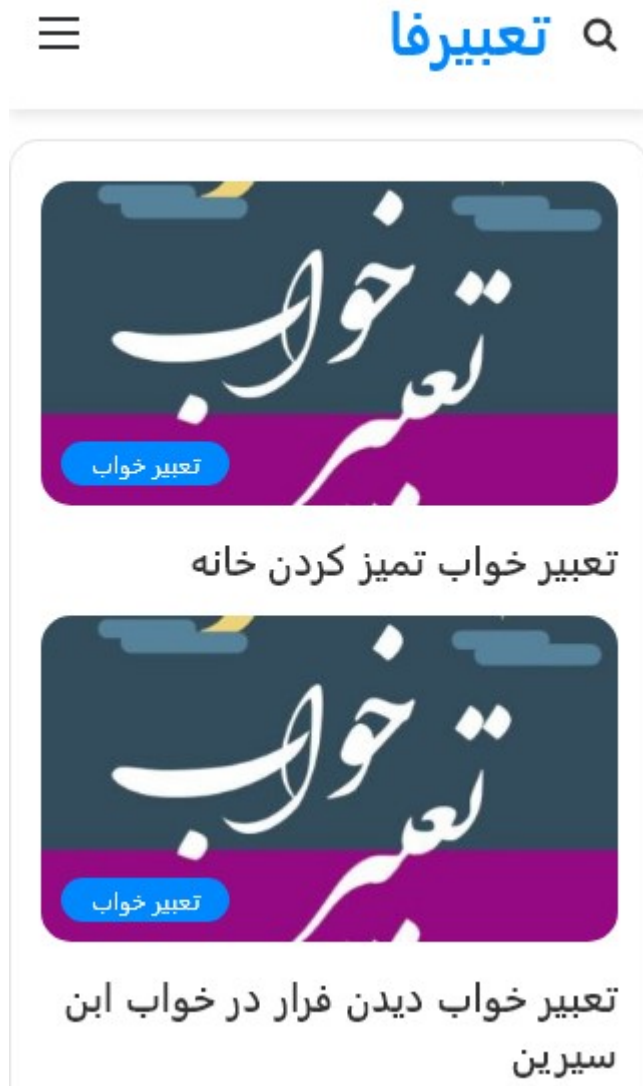 تعبیرفا
تعبیر خواب
تعبیر خواب
تعبیر خواب تمیز کردن خانه
تعبیر خواب
تعبیر خواب
تعبیر خواب دیدن فرار در خواب ابن
سیرین